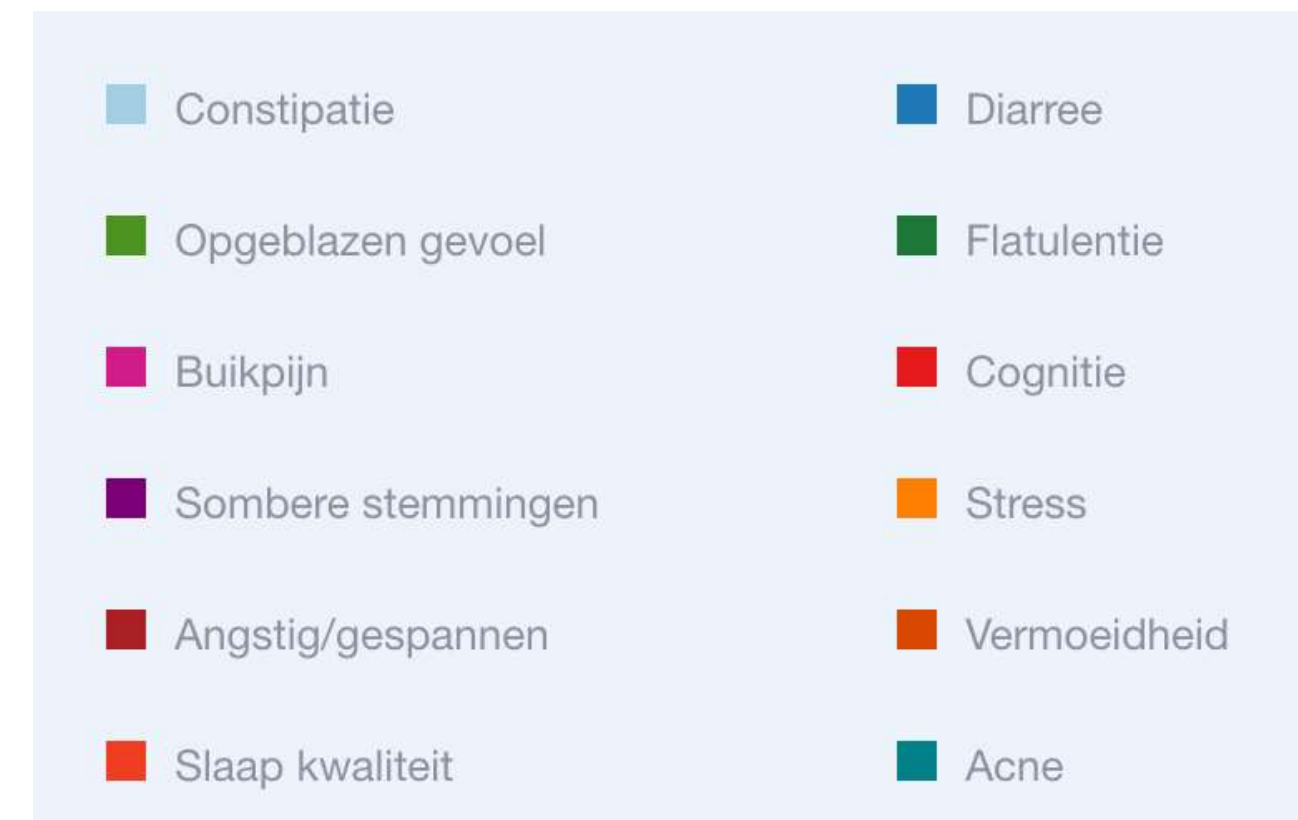 Constipatie
Diarree
Opgeblazen gevoel
Flatulentie
Buikpijn
Cognitie
Sombere stemmingen
Stress
Angstig/gespannen
Vermoeidheid
Slaap kwaliteit
Acne